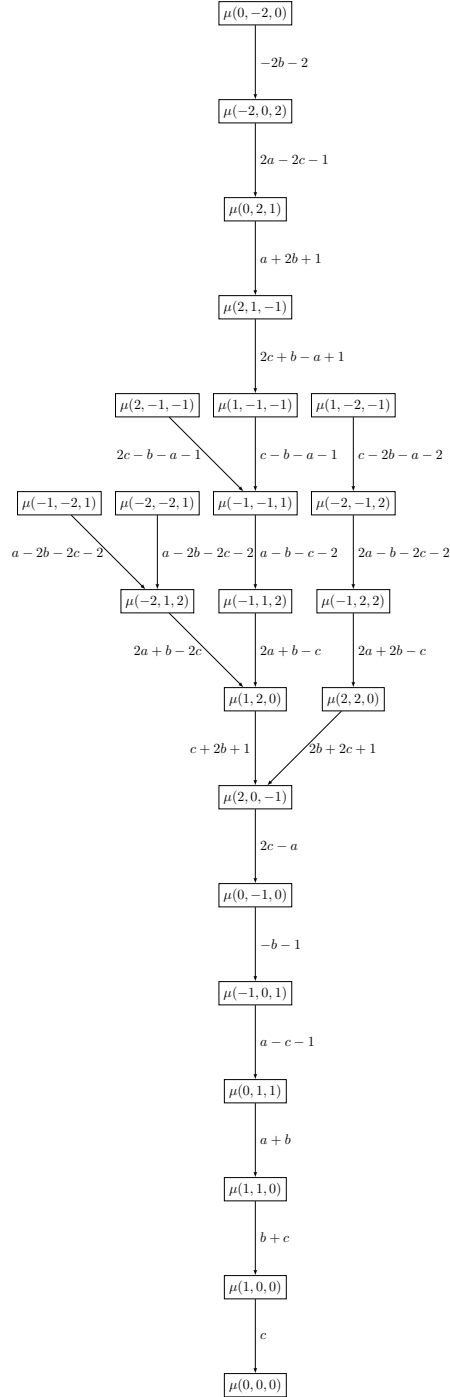 μ(0, −2, 0)
−2b − 2
μ(−2, 0, 2)
2a − 2c − 1
μ(0, 2, 1)
a + 2b + 1
μ(2, 1, −1)
2c + b − a + 1
μ(2, −1, −1) μ(1, −1, −1) μ(1, −2, −1)
2c − b − a − 1 c − b − a − 1 c − 2b − a − 2
μ(−1, −2, 1) μ(−2, −2, 1) μ(−1, −1, 1) μ(−2, −1, 2)
a − 2b − 2c − 2 a − 2b − 2c − 2 a − b − c − 2 2a − b − 2c − 2
μ(−2, 1, 2) μ(−1, 1, 2) μ(−1, 2, 2)
2a + b − 2c 2a + b − c 2a + 2b − c
μ(1, 2, 0) μ(2, 2, 0)
c + 2b + 1 2b + 2c + 1
μ(2, 0, −1)
2c − a
μ(0, −1, 0)
−b − 1
μ(−1, 0, 1)
a − c − 1
μ(0, 1, 1)
a + b
μ(1, 1, 0)
b + c
μ(1, 0, 0)
c
μ(0, 0, 0)